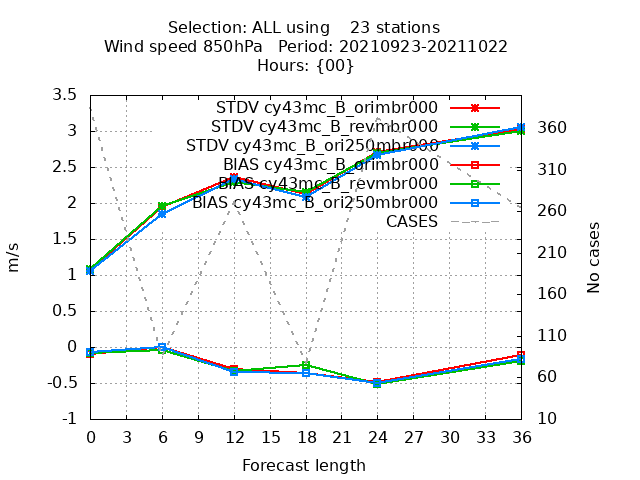 Selection: ALL using 23 stations
Wind speed 850hPa Period: 20210923-20211022
Hours: {00}
STDV cy43mc_B_orimbr000
STDV cy43mc_B_revmbr000
STDV cy43mc_B_ori250mbr000
BIAS cy43mc_B_orimbr000
BIAS cy43mc_B_revmbr000
BIAS cy43mc_B_ori250mbr000
CASES
3.5
3
2.5
2
1.5
1
0.5
0
-0.5
-1
m/s
360
310
260
210
160
110
60
10
No cases
0 3 6 9 12 15 18 21 24 27 30 33 36
Forecast length